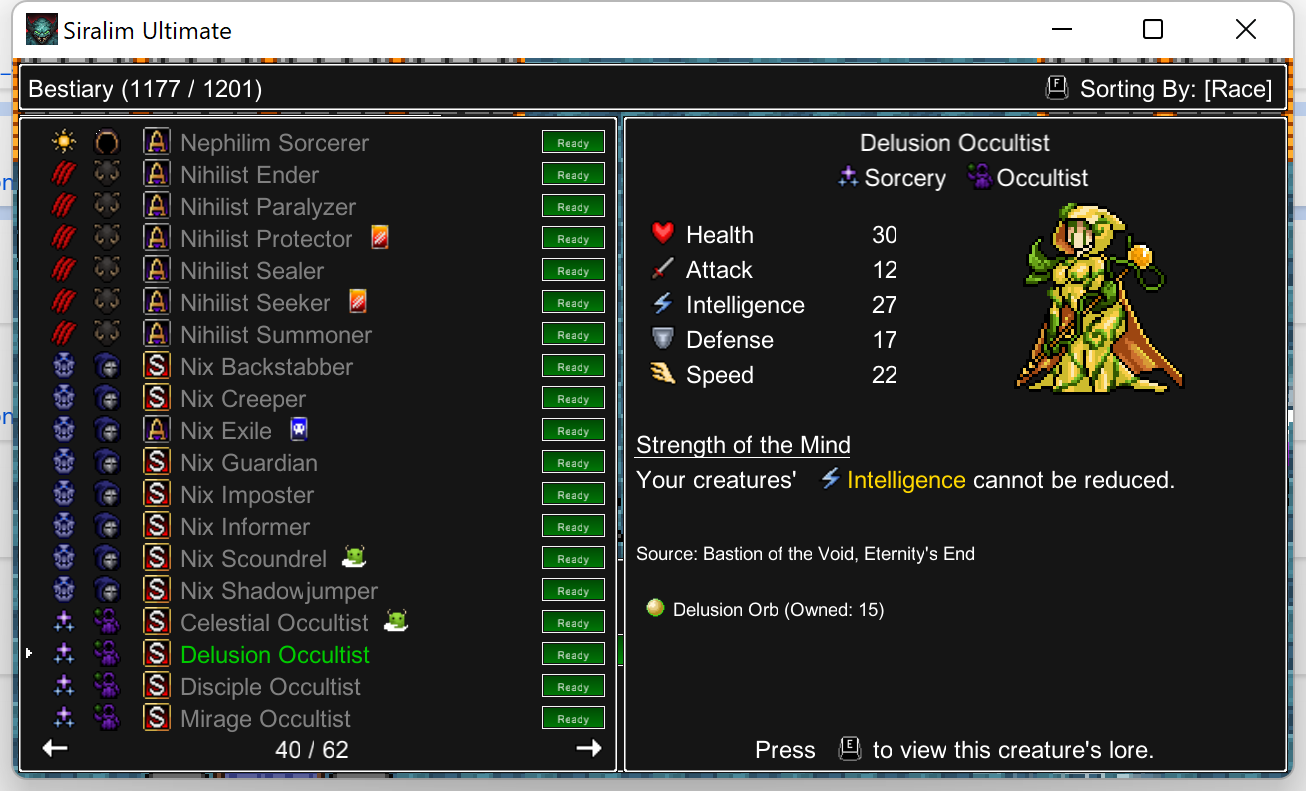 Siralim Ultimate
Bestiary (1177 / 1201)
F Sorting By: [Race]
A Nephilim Sorcerer Ready
A Nihilist Ender Ready
A Nihilist Paralyzer Ready
A Nihilist Protector Ready
A Nihilist Sealer Ready
A Nihilist Seeker Ready
A Nihilist Summoner Ready
S Nix Backstabber Ready
S Nix Creeper Ready
A Nix Exile Ready
S Nix Guardian Ready
S Nix Imposter Ready
S Nix Informer Ready
S Nix Scoundrel Ready
S Nix Shadowjumper Ready
S Celestial Occultist Ready
S Delusion Occultist Ready
S Disciple Occultist Ready
S Mirage Occultist Ready
40 / 62
Delusion Occultist
Sorcery Occultist
Health 30
Attack 12
Intelligence 27
Defense 17
Speed 22
Strength of the Mind
Your creatures' Intelligence cannot be reduced.
Source: Bastion of the Void, Eternity's End
Delusion Orb (Owned: 15)
Press E to view this creature's lore.